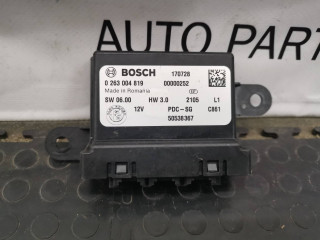 AUTO PART
BOSCH 170728
0 263 004 819 00000252
Made in Romania CE
SW 06.00 HW 3.0 2105 L1
12V PDC-SG C861
50536367